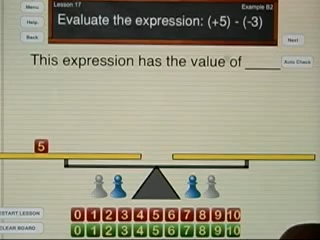 Menu
Lesson 17
Example B2
Help
Evaluate the expression: (+5) - (-3)
Back
Next
This expression has the value of _____
Auto Check
5
RESTART LESSON
0 1 2 3 4 5 6 7 8 9 10
CLEAR BOARD
0 1 2 3 4 5 6 7 8 9 10